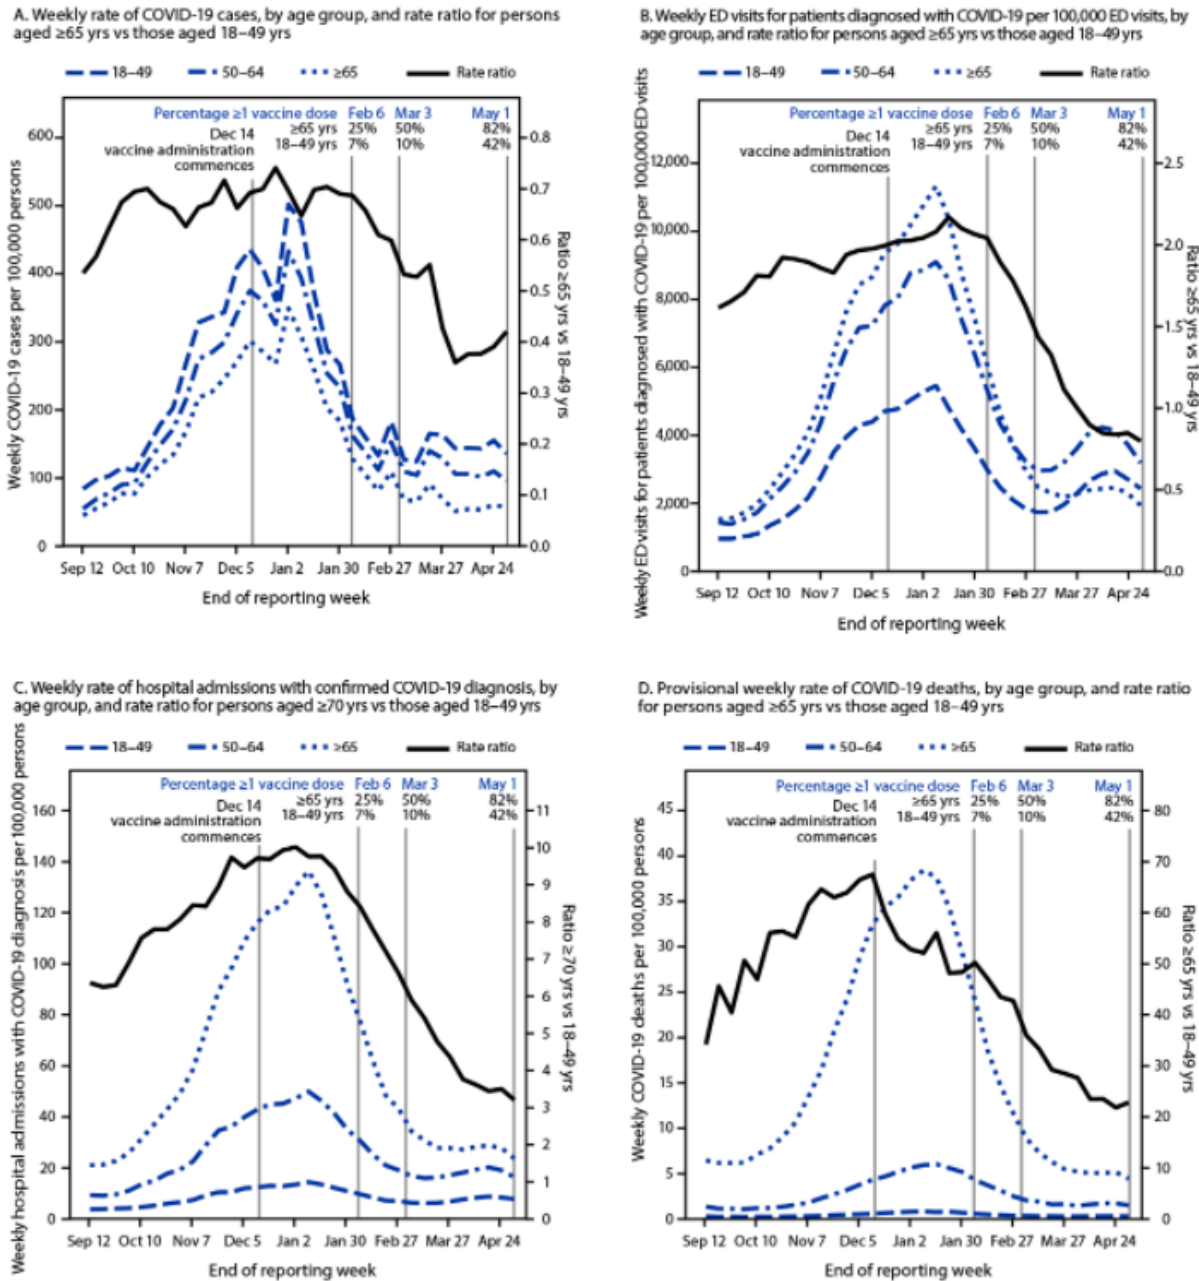 A. Weekly rate of COVID-19 cases, by age group, and rate ratio for persons
aged ≥65 yrs vs those aged 18–49 yrs
18–49 50–64 ≥65 Rate ratio
Percentage ≥1 vaccine dose Feb 6 Mar 3 May 1
Dec 14 ≥65 yrs 25% 50% 82%
vaccine administration 18–49 yrs 7% 10% 42%
commences
Weekly COVID-19 cases per 100,000 persons
600
500
400
300
200
100
0
0.8
0.7
0.6
0.5
0.4
0.3
0.2
0.1
0.0
Ratio ≥65 yrs vs 18–49 yrs
Sep 12 Oct 10 Nov 7 Dec 5 Jan 2 Jan 30 Feb 27 Mar 27 Apr 24
End of reporting week
B. Weekly ED visits for patients diagnosed with COVID-19 per 100,000 ED visits, by
age group, and rate ratio for persons aged ≥65 yrs vs those aged 18–49 yrs
18–49 50–64 ≥65 Rate ratio
Percentage ≥1 vaccine dose Feb 6 Mar 3 May 1
Dec 14 ≥65 yrs 25% 50% 82%
vaccine administration 18–49 yrs 7% 10% 42%
commences
Weekly ED visits for patients diagnosed with COVID-19 per 100,000 ED visits
12,000
10,000
8,000
6,000
4,000
2,000
0
2.5
2.0
1.5
1.0
0.5
0.0
Ratio ≥65 yrs vs 18–49 yrs
Sep 12 Oct 10 Nov 7 Dec 5 Jan 2 Jan 30 Feb 27 Mar 27 Apr 24
End of reporting week
C. Weekly rate of hospital admissions with confirmed COVID-19 diagnosis, by
age group, and rate ratio for persons aged ≥70 yrs vs those aged 18–49 yrs
18–49 50–64 ≥65 Rate ratio
Percentage ≥1 vaccine dose Feb 6 Mar 3 May 1
Dec 14 ≥65 yrs 25% 50% 82%
vaccine administration 18–49 yrs 7% 10% 42%
commences
Weekly hospital admissions with COVID-19 diagnosis per 100,000 persons
160
140
120
100
80
60
40
20
0
11
10
9
8
7
6
5
4
3
2
1
0
Ratio ≥70 yrs vs 18–49 yrs
Sep 12 Oct 10 Nov 7 Dec 5 Jan 2 Jan 30 Feb 27 Mar 27 Apr 24
End of reporting week
D. Provisional weekly rate of COVID-19 deaths, by age group, and rate ratio
for persons aged ≥65 yrs vs those aged 18–49 yrs
18–49 50–64 ≥65 Rate ratio
Percentage ≥1 vaccine dose Feb 6 Mar 3 May 1
Dec 14 ≥65 yrs 25% 50% 82%
vaccine administration 18–49 yrs 7% 10% 42%
commences
Weekly COVID-19 deaths per 100,000 persons
45
40
35
30
25
20
15
10
5
0
80
70
60
50
40
30
20
10
0
Ratio ≥65 yrs vs 18–49 yrs
Sep 12 Oct 10 Nov 7 Dec 5 Jan 2 Jan 30 Feb 27 Mar 27 Apr 24
End of reporting week